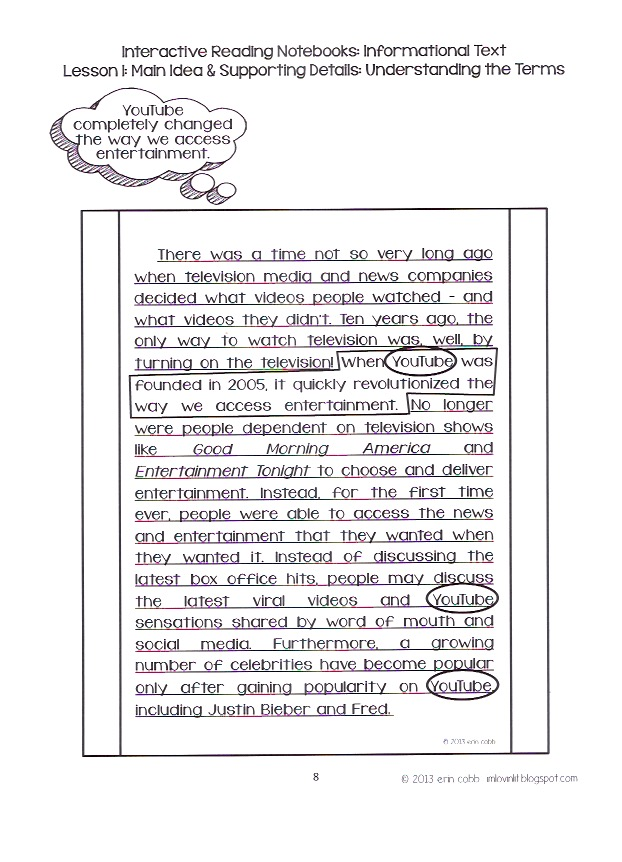 Interactive Reading Notebooks: Informational Text
Lesson 1: Main Idea & Supporting Details: Understanding the Terms
YouTube
completely changed
the way we access
entertainment.
There was a time not so very long ago
when television media and news companies
decided what videos people watched - and
what videos they didn't. Ten years ago, the
only way to watch television was, well, by
turning on the television! When YouTube was
founded in 2005, it quickly revolutionized the
way we access entertainment. No longer
were people dependent on television shows
like Good Morning America and
Entertainment Tonight to choose and deliver
entertainment. Instead, for the first time
ever, people were able to access the news
and entertainment that they wanted when
they wanted it. Instead of discussing the
latest box office hits, people may discuss
the latest viral videos and YouTube
sensations shared by word of mouth and
social media. Furthermore, a growing
number of celebrities have become popular
only after gaining popularity on YouTube,
including Justin Bieber and Fred.
© 2013 erin cobb
8
© 2013 erin cobb imlovinlit.blogspot.com